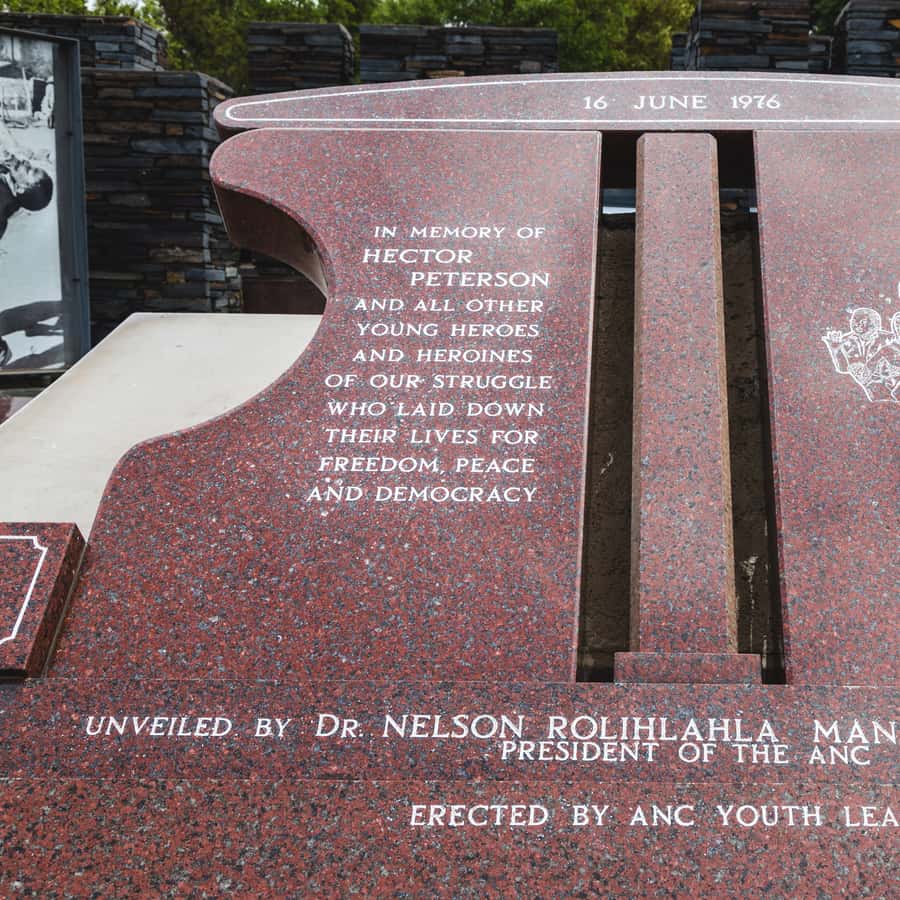 16 JUNE 1976
IN MEMORY OF
HECTOR
PETERSON
AND ALL OTHER
YOUNG HEROES
AND HEROINES
OF OUR STRUGGLE
WHO LAID DOWN
THEIR LIVES FOR
FREEDOM, PEACE
AND DEMOCRACY
UNVEILED BY DR. NELSON ROLIHLAHLA MAN
PRESIDENT OF THE ANC
ERECTED BY ANC YOUTH LEA